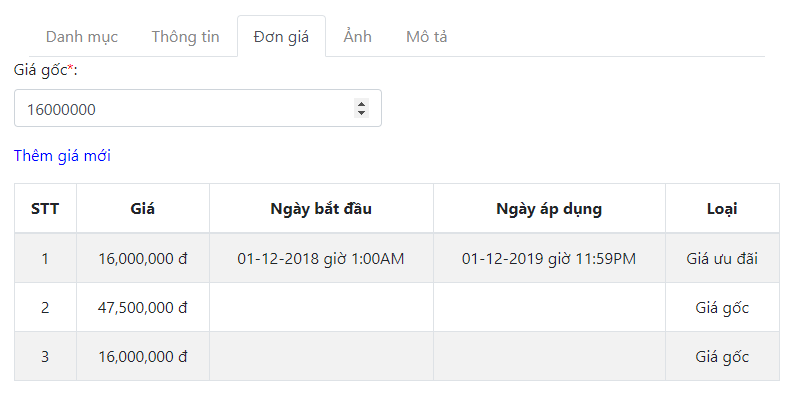 Danh mục Thông tin Đơn giá Ảnh Mô tả
Giá gốc*:
16000000
Thêm giá mới
STT Giá Ngày bắt đầu Ngày áp dụng Loại
1 16,000,000 đ 01-12-2018 giờ 1:00AM 01-12-2019 giờ 11:59PM Giá ưu đãi
2 47,500,000 đ Giá gốc
3 16,000,000 đ Giá gốc